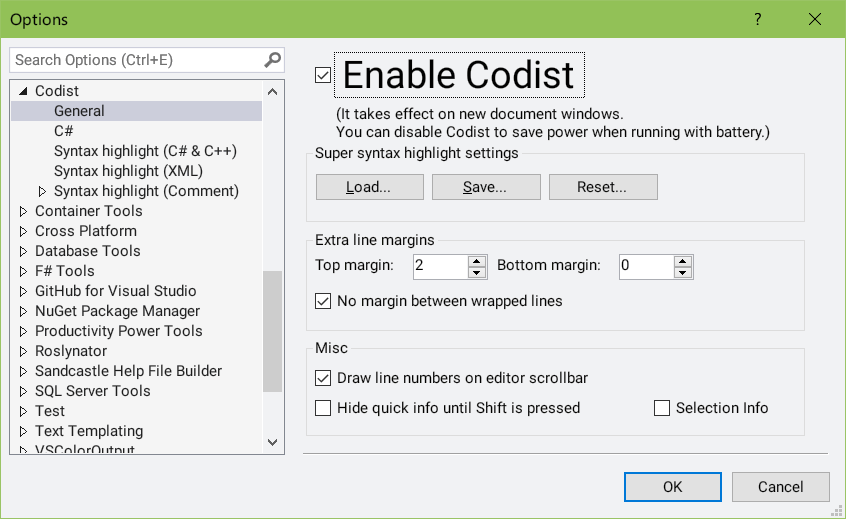 Options
?
Search Options (Ctrl+E)
Codist
General
C#
Syntax highlight (C# & C++)
Syntax highlight (XML)
Syntax highlight (Comment)
Container Tools
Cross Platform
Database Tools
F# Tools
GitHub for Visual Studio
NuGet Package Manager
Productivity Power Tools
Roslynator
Sandcastle Help File Builder
SQL Server Tools
Test
Text Templating
VSColorOutput
Enable Codist
(It takes effect on new document windows.
You can disable Codist to save power when running with battery.)
Super syntax highlight settings
Load... Save... Reset...
Extra line margins
Top margin: 2 Bottom margin: 0
No margin between wrapped lines
Misc
Draw line numbers on editor scrollbar
Hide quick info until Shift is pressed Selection Info
OK Cancel